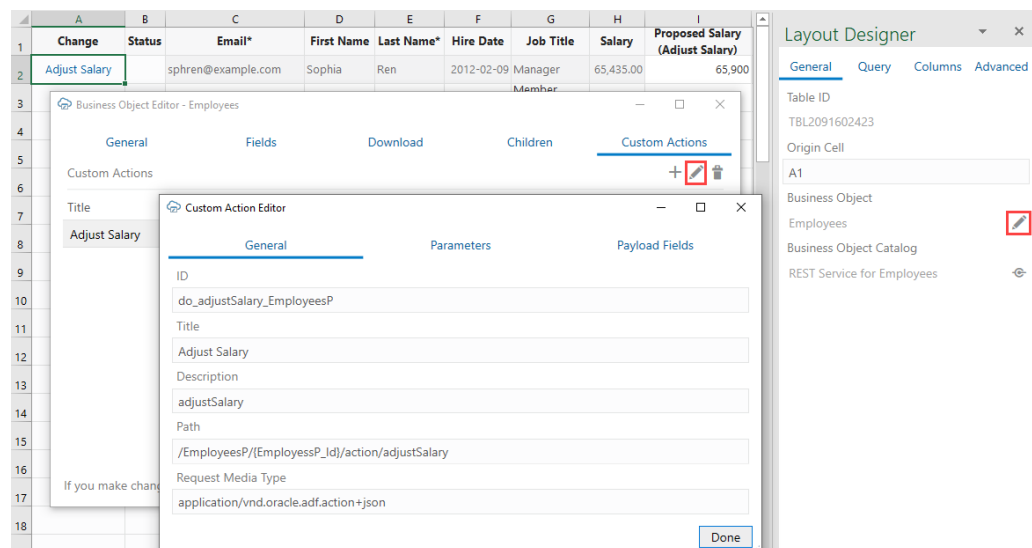 A B C D E F G H I
1 Change Status Email* First Name Last Name* Hire Date Job Title Salary Proposed Salary
(Adjust Salary)
2 Adjust Salary sphren@example.com Sophia Ren 2012-02-09 Manager 65,435.00 65,900
Member
3
4
5
6
7
8
9
10
11
12
13
14
15
16
17
18
Business Object Editor - Employees
General Fields Download Children Custom Actions
Custom Actions
Title
Adjust Salary
If you make chan
Custom Action Editor
General Parameters Payload Fields
ID
do_adjustSalary_EmployeesP
Title
Adjust Salary
Description
adjustSalary
Path
/EmployeesP/{EmployessP_Id}/action/adjustSalary
Request Media Type
application/vnd.oracle.adf.action+json
Done
Layout Designer
General Query Columns Advanced
Table ID
TBL2091602423
Origin Cell
A1
Business Object
Employees
Business Object Catalog
REST Service for Employees